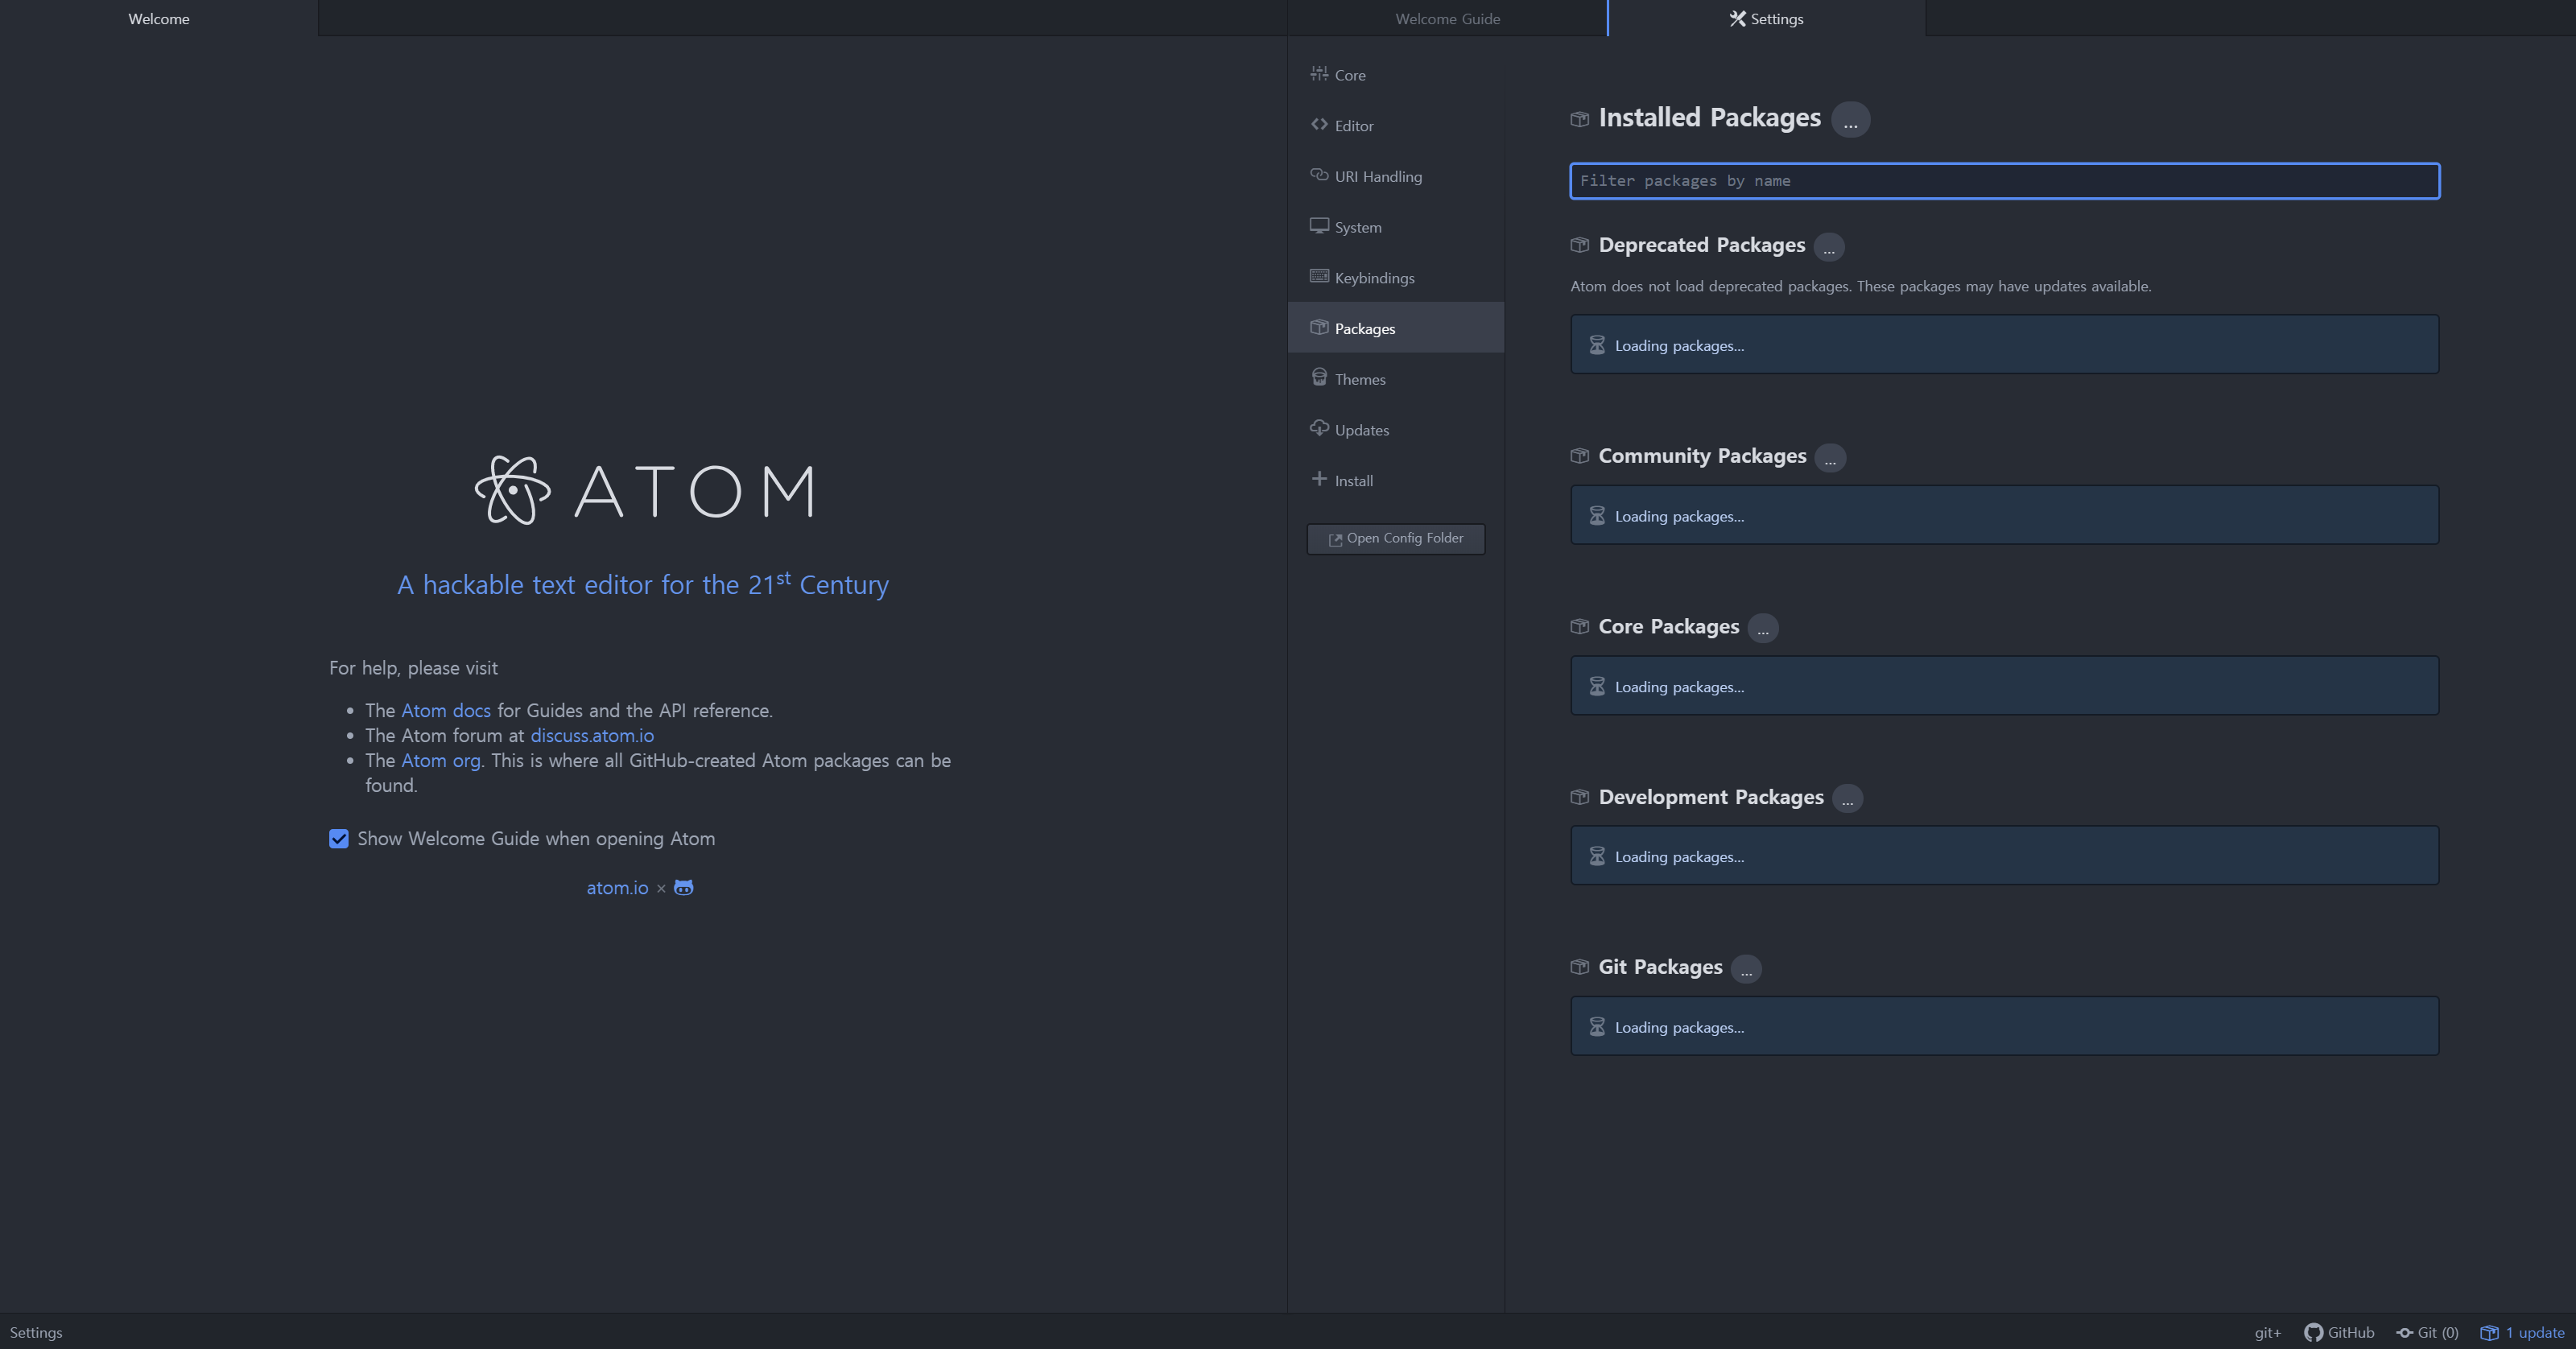 Welcome
Welcome Guide
Settings
ATOM
A hackable text editor for the 21st Century
For help, please visit
The Atom docs for Guides and the API reference.
The Atom forum at discuss.atom.io
The Atom org. This is where all GitHub-created Atom packages can be
found.
Show Welcome Guide when opening Atom
atom.io ×
Core
Editor
URI Handling
System
Keybindings
Packages
Themes
Updates
Install
Open Config Folder
Installed Packages ...
Filter packages by name
Deprecated Packages ...
Atom does not load deprecated packages. These packages may have updates available.
Loading packages...
Community Packages ...
Loading packages...
Core Packages ...
Loading packages...
Development Packages ...
Loading packages...
Git Packages ...
Loading packages...
Settings
git+
GitHub
Git (0)
1 update